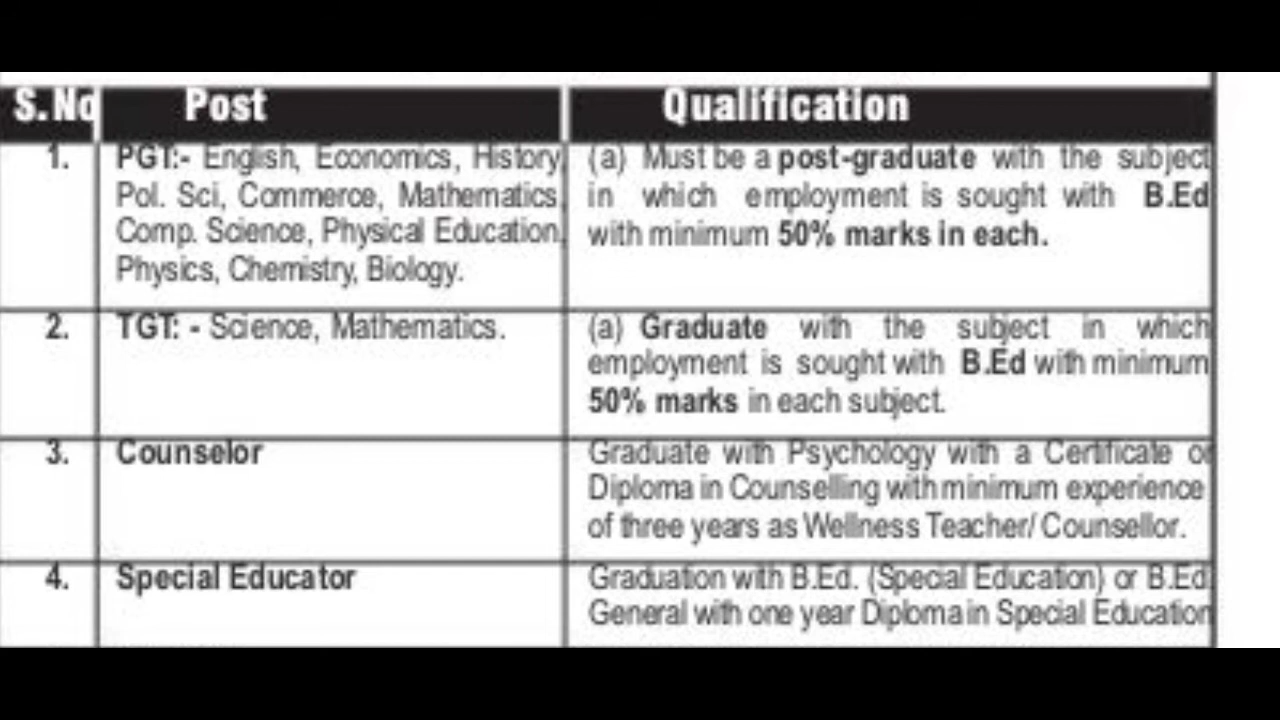 S.No Post Qualification
1. PGT:- English, Economics, History, (a) Must be a post-graduate with the subject
Pol. Sci, Commerce, Mathematics, in which employment is sought with B.Ed
Comp. Science, Physical Education, with minimum 50% marks in each.
Physics, Chemistry, Biology.
2. TGT: - Science, Mathematics. (a) Graduate with the subject in which
employment is sought with B.Ed with minimum
50% marks in each subject.
3. Counselor Graduate with Psychology with a Certificate or
Diploma in Counselling with minimum experience
of three years as Wellness Teacher/ Counsellor.
4. Special Educator Graduation with B.Ed. (Special Education) or B.Ed.
General with one year Diploma in Special Education